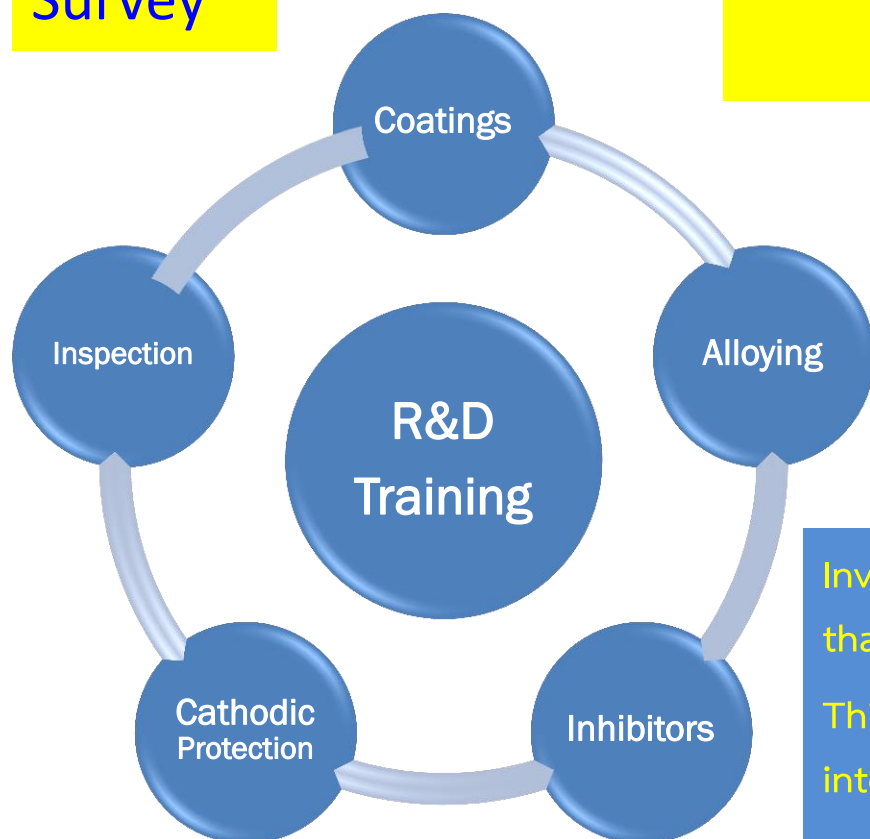 Survey
Coatings
Inspection
Alloying
R&D
Training
Cathodic
Protection
Inhibitors